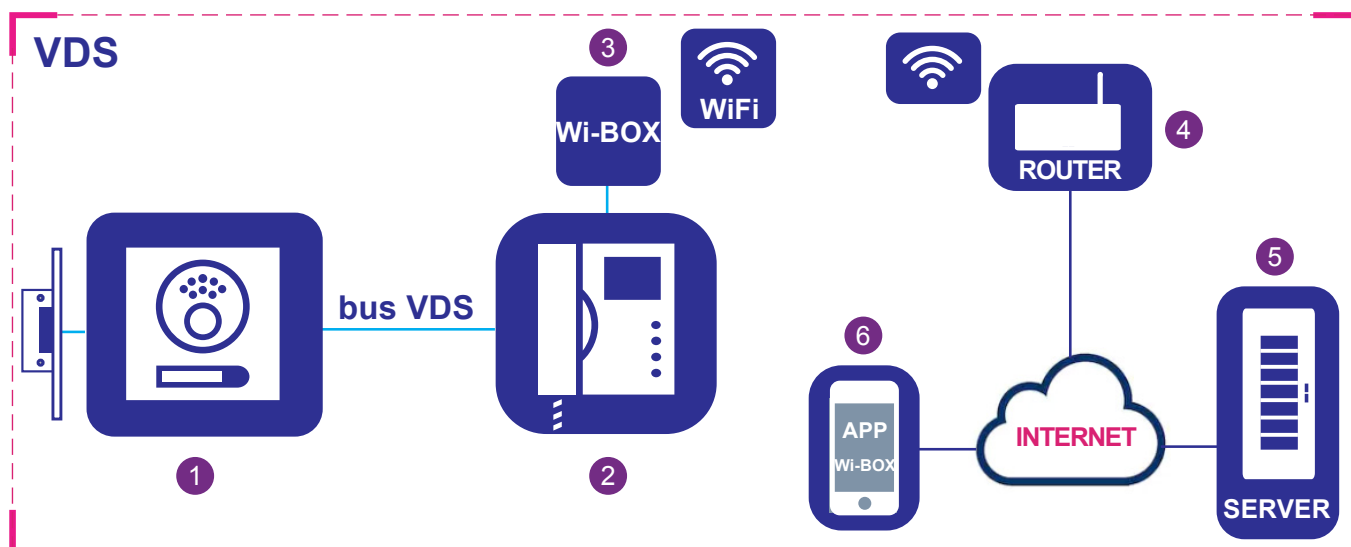 VDS
3
Wi-BOX
WiFi
ROUTER
4
bus VDS
1
2
5
SERVER
6
APP
Wi-BOX
INTERNET